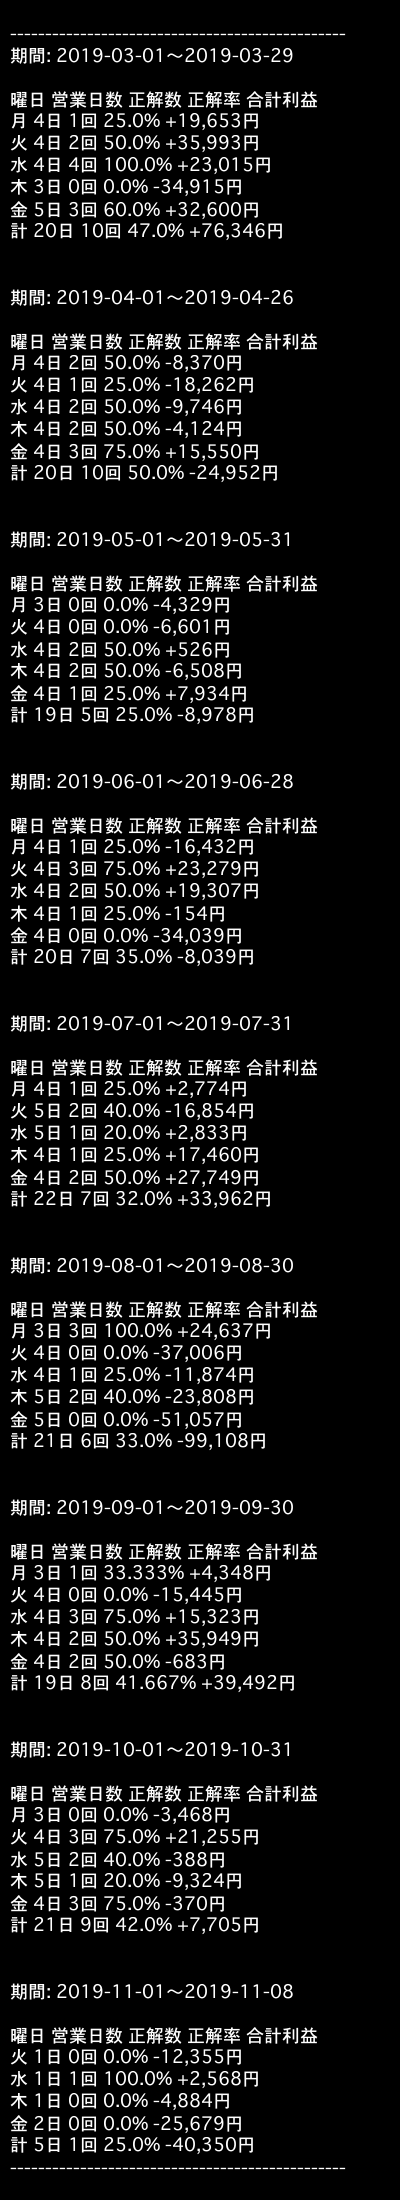 ------------------------------------------------
期間: 2019-03-01〜2019-03-29
曜日 営業日数 正解数 正解率 合計利益
月 4日 1回 25.0% +19,653円
火 4日 2回 50.0% +35,993円
水 4日 4回 100.0% +23,015円
木 3日 0回 0.0% -34,915円
金 5日 3回 60.0% +32,600円
計 20日 10回 47.0% +76,346円
期間: 2019-04-01〜2019-04-26
曜日 営業日数 正解数 正解率 合計利益
月 4日 2回 50.0% -8,370円
火 4日 1回 25.0% -18,262円
水 4日 2回 50.0% -9,746円
木 4日 2回 50.0% -4,124円
金 4日 3回 75.0% +15,550円
計 20日 10回 50.0% -24,952円
期間: 2019-05-01〜2019-05-31
曜日 営業日数 正解数 正解率 合計利益
月 3日 0回 0.0% -4,329円
火 4日 0回 0.0% -6,601円
水 4日 2回 50.0% +526円
木 4日 2回 50.0% -6,508円
金 4日 1回 25.0% +7,934円
計 19日 5回 25.0% -8,978円
期間: 2019-06-01〜2019-06-28
曜日 営業日数 正解数 正解率 合計利益
月 4日 1回 25.0% -16,432円
火 4日 3回 75.0% +23,279円
水 4日 2回 50.0% +19,307円
木 4日 1回 25.0% -154円
金 4日 0回 0.0% -34,039円
計 20日 7回 35.0% -8,039円
期間: 2019-07-01〜2019-07-31
曜日 営業日数 正解数 正解率 合計利益
月 4日 1回 25.0% +2,774円
火 5日 2回 40.0% -16,854円
水 5日 1回 20.0% +2,833円
木 4日 1回 25.0% +17,460円
金 4日 2回 50.0% +27,749円
計 22日 7回 32.0% +33,962円
期間: 2019-08-01〜2019-08-30
曜日 営業日数 正解数 正解率 合計利益
月 3日 3回 100.0% +24,637円
火 4日 0回 0.0% -37,006円
水 4日 1回 25.0% -11,874円
木 5日 2回 40.0% -23,808円
金 5日 0回 0.0% -51,057円
計 21日 6回 33.0% -99,108円
期間: 2019-09-01〜2019-09-30
曜日 営業日数 正解数 正解率 合計利益
月 3日 1回 33.333% +4,348円
火 4日 0回 0.0% -15,445円
水 4日 3回 75.0% +15,323円
木 4日 2回 50.0% +35,949円
金 4日 2回 50.0% -683円
計 19日 8回 41.667% +39,492円
期間: 2019-10-01〜2019-10-31
曜日 営業日数 正解数 正解率 合計利益
月 3日 0回 0.0% -3,468円
火 4日 3回 75.0% +21,255円
水 5日 2回 40.0% -388円
木 5日 1回 20.0% -9,324円
金 4日 3回 75.0% -370円
計 21日 9回 42.0% +7,705円
期間: 2019-11-01〜2019-11-08
曜日 営業日数 正解数 正解率 合計利益
火 1日 0回 0.0% -12,355円
水 1日 1回 100.0% +2,568円
木 1日 0回 0.0% -4,884円
金 2日 0回 0.0% -25,679円
計 5日 1回 25.0% -40,350円
------------------------------------------------